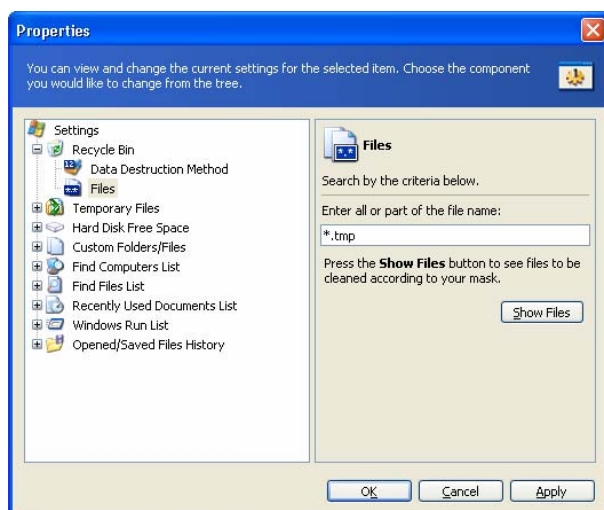 Properties
You can view and change the current settings for the selected item. Choose the component
you would like to change from the tree.
Settings
Recycle Bin
Data Destruction Method
Files
Temporary Files
Hard Disk Free Space
Custom Folders/Files
Find Computers List
Find Files List
Recently Used Documents List
Windows Run List
Opened/Saved Files History
Files
Search by the criteria below.
Enter all or part of the file name:
*.tmp
Press the Show Files button to see files to be
cleaned according to your mask.
Show Files
OK
Cancel
Apply